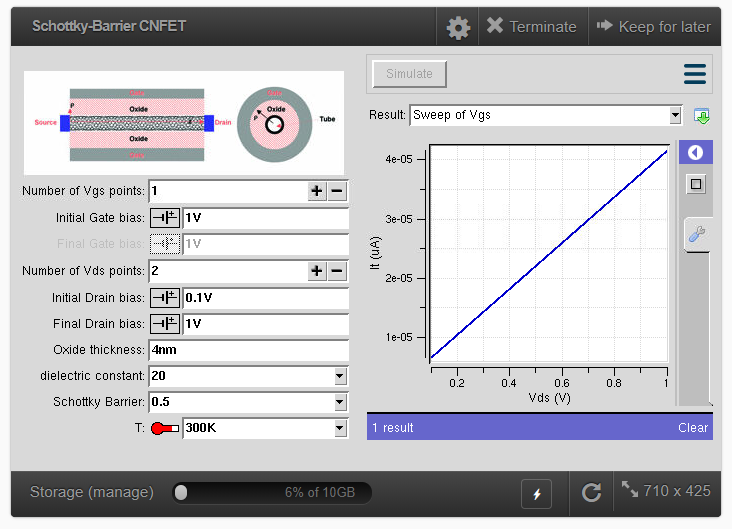 Schottky-Barrier CNFET
Terminate
Keep for later
Simulate
Result: Sweep of Vgs
Gate
Oxide
Source
Drain
Oxide
Gate
P
Gate
Oxide
P
Tube
Number of Vgs points: 1
Initial Gate bias: 1V
Final Gate bias: 1V
Number of Vds points: 2
Initial Drain bias: 0.1V
Final Drain bias: 1V
Oxide thickness: 4nm
dielectric constant: 20
Schottky Barrier: 0.5
T: 300K
4e-05
3e-05
2e-05
1e-05
It (uA)
0.2 0.4 0.6 0.8 1
Vds (V)
1 result Clear
Storage (manage) 6% of 10GB
710 x 425